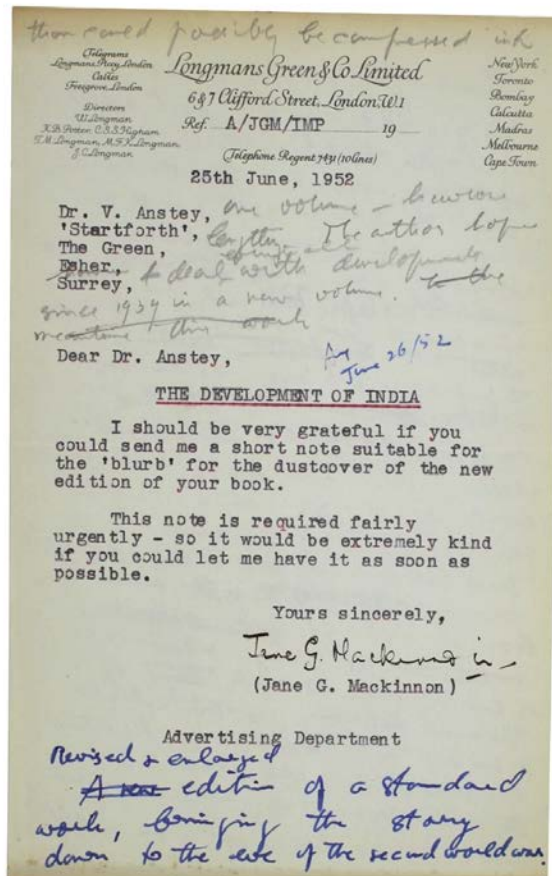 than could possibly be compressed into
Telegrams
Longmans, Piccy, London
Cables
Freegrove, London
Directors
W. Longman
K.B. Potter, C.S.S. Higham
T.M. Longman, M.F.K. Longman
J.C. Longman
Longmans Green & Co Limited
6&7 Clifford Street, London, W.1
Ref. A/JGM/IMP 19
Telephone Regent 7431 (10 lines)
New York
Toronto
Bombay
Calcutta
Madras
Melbourne
Cape Town
25th June, 1952
Dr. V. Anstey,
'Startforth',
The Green,
Esher,
Surrey,
one volume – however
lengthy. The author hopes
to deal with developments
since 1939 in a new volume. to the
meantime this work
Dear Dr. Anstey,
June 26/52
THE DEVELOPMENT OF INDIA
I should be very grateful if you
could send me a short note suitable for
the 'blurb' for the dustcover of the new
edition of your book.
This note is required fairly
urgently - so it would be extremely kind
if you could let me have it as soon as
possible.
Yours sincerely,
Jane G. Mackinnon
(Jane G. Mackinnon)
Advertising Department
Revised & enlarged
A new edition of a standard
work, bringing the story
down to the eve of the second world war.